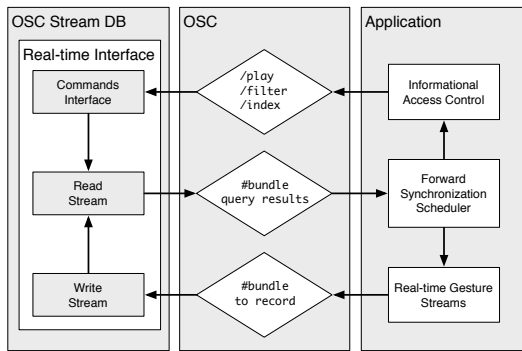 OSC Stream DB
Real-time Interface
Commands
Interface
Read
Stream
Write
Stream
OSC
/play
/filter
/index
#bundle
query results
#bundle
to record
Application
Informational
Access Control
Forward
Synchronization
Scheduler
Real-time Gesture
Streams